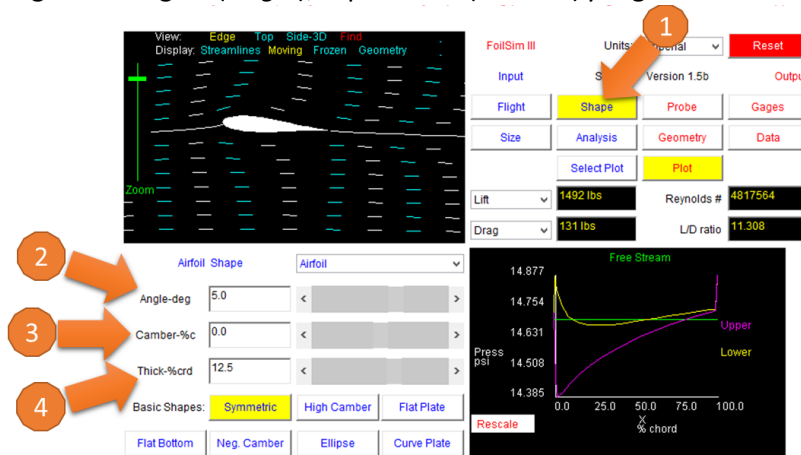 View: Edge Top Side-3D Find
Display: Streamlines Moving Frozen Geometry
Zoom
1
FoilSim III Units: Reset
Input Version 1.5b Outpu
Flight Shape Probe Gages
Size Analysis Geometry Data
Select Plot Plot
Lift 1492 lbs Reynolds # 4817564
Drag 131 lbs L/D ratio 11.308
2
Airfoil Shape Airfoil
Angle-deg 5.0 < >
3
Camber-%c 0.0 < >
Thick-%crd 12.5 < >
4
Basic Shapes: Symmetric High Camber Flat Plate
Flat Bottom Neg. Camber Ellipse Curve Plate
Free Stream
14.877
14.754
14.631
Upper
Press
psi
Lower
14.508
14.385
0.0 25.0 50.0 75.0 100.0
X
% chord
Rescale